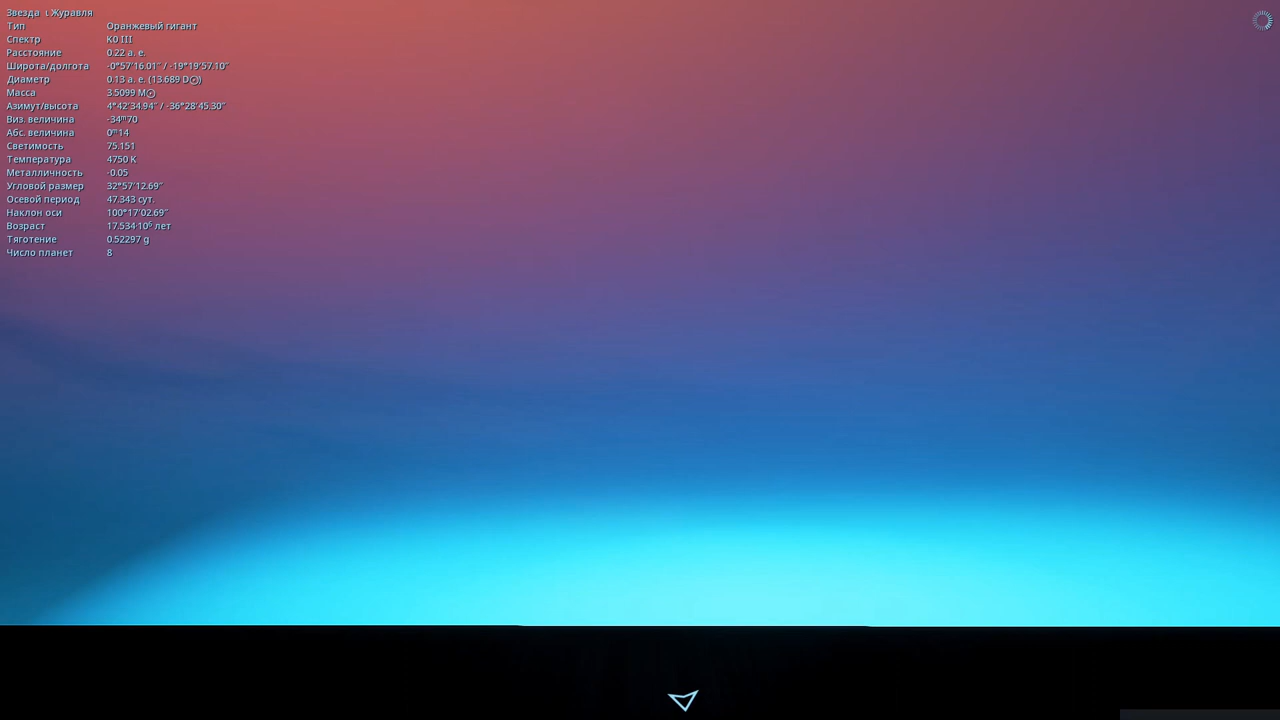 Звезда ι Журавля
Тип Оранжевый гигант
Спектр K0 III
Расстояние 0.22 а. е.
Широта/долгота -0°57'16.01" / -19°19'57.10"
Диаметр 0.13 а. е. (13.689 D☉)
Масса 3.5099 M☉
Азимут/высота 4°42'34.94" / -36°28'45.30"
Виз. величина -34ᵐ70
Абс. величина 0ᵐ14
Светимость 75.151
Температура 4750 K
Металличность -0.05
Угловой размер 32°57'12.69"
Осевой период 47.343 сут.
Наклон оси 100°17'02.69"
Возраст 17.534·10⁶ лет
Тяготение 0.52297 g
Число планет 8